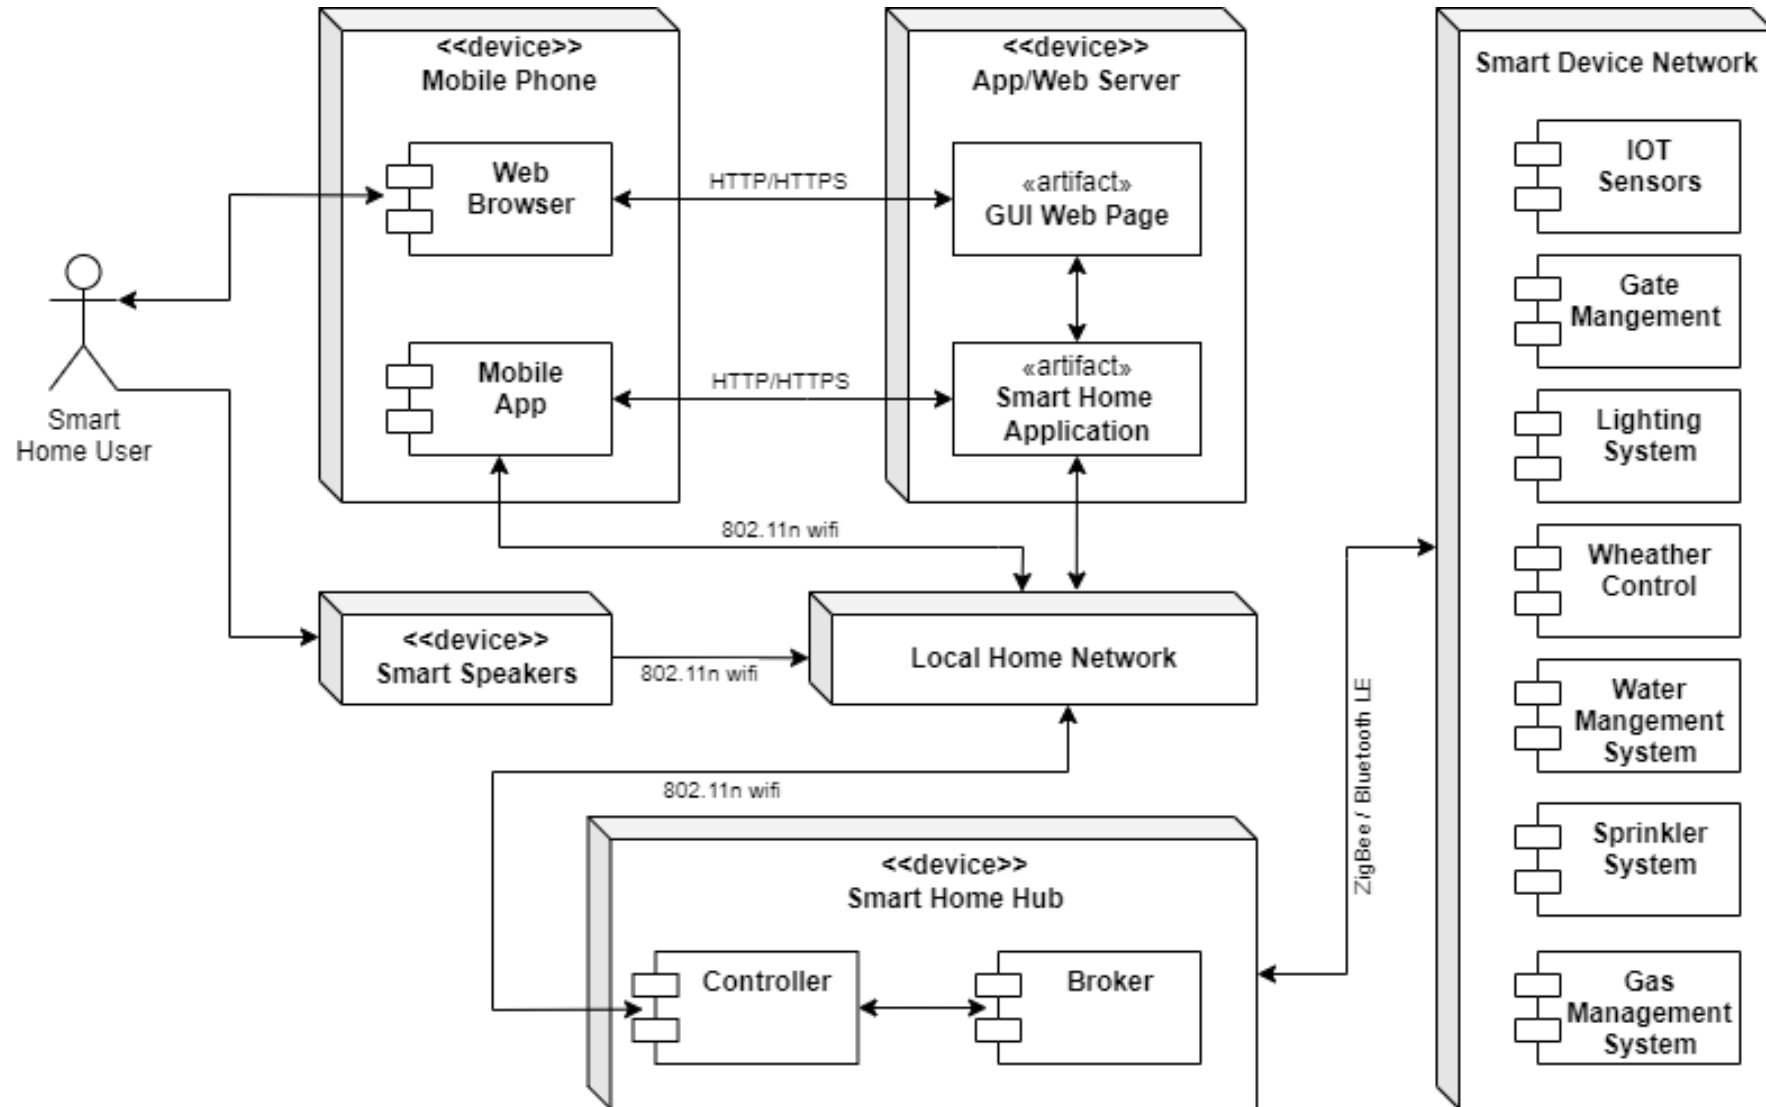 <<device>>
Mobile Phone
Web
Browser
Mobile
App
HTTP/HTTPS
HTTP/HTTPS
<<device>>
App/Web Server
«artifact»
GUI Web Page
«artifact»
Smart Home
Application
Smart
Home User
802.11n wifi
<<device>>
Smart Speakers
802.11n wifi
Local Home Network
802.11n wifi
<<device>>
Smart Home Hub
Controller
Broker
ZigBee / Bluetooth LE
Smart Device Network
IOT
Sensors
Gate
Mangement
Lighting
System
Wheather
Control
Water
Mangement
System
Sprinkler
System
Gas
Management
System